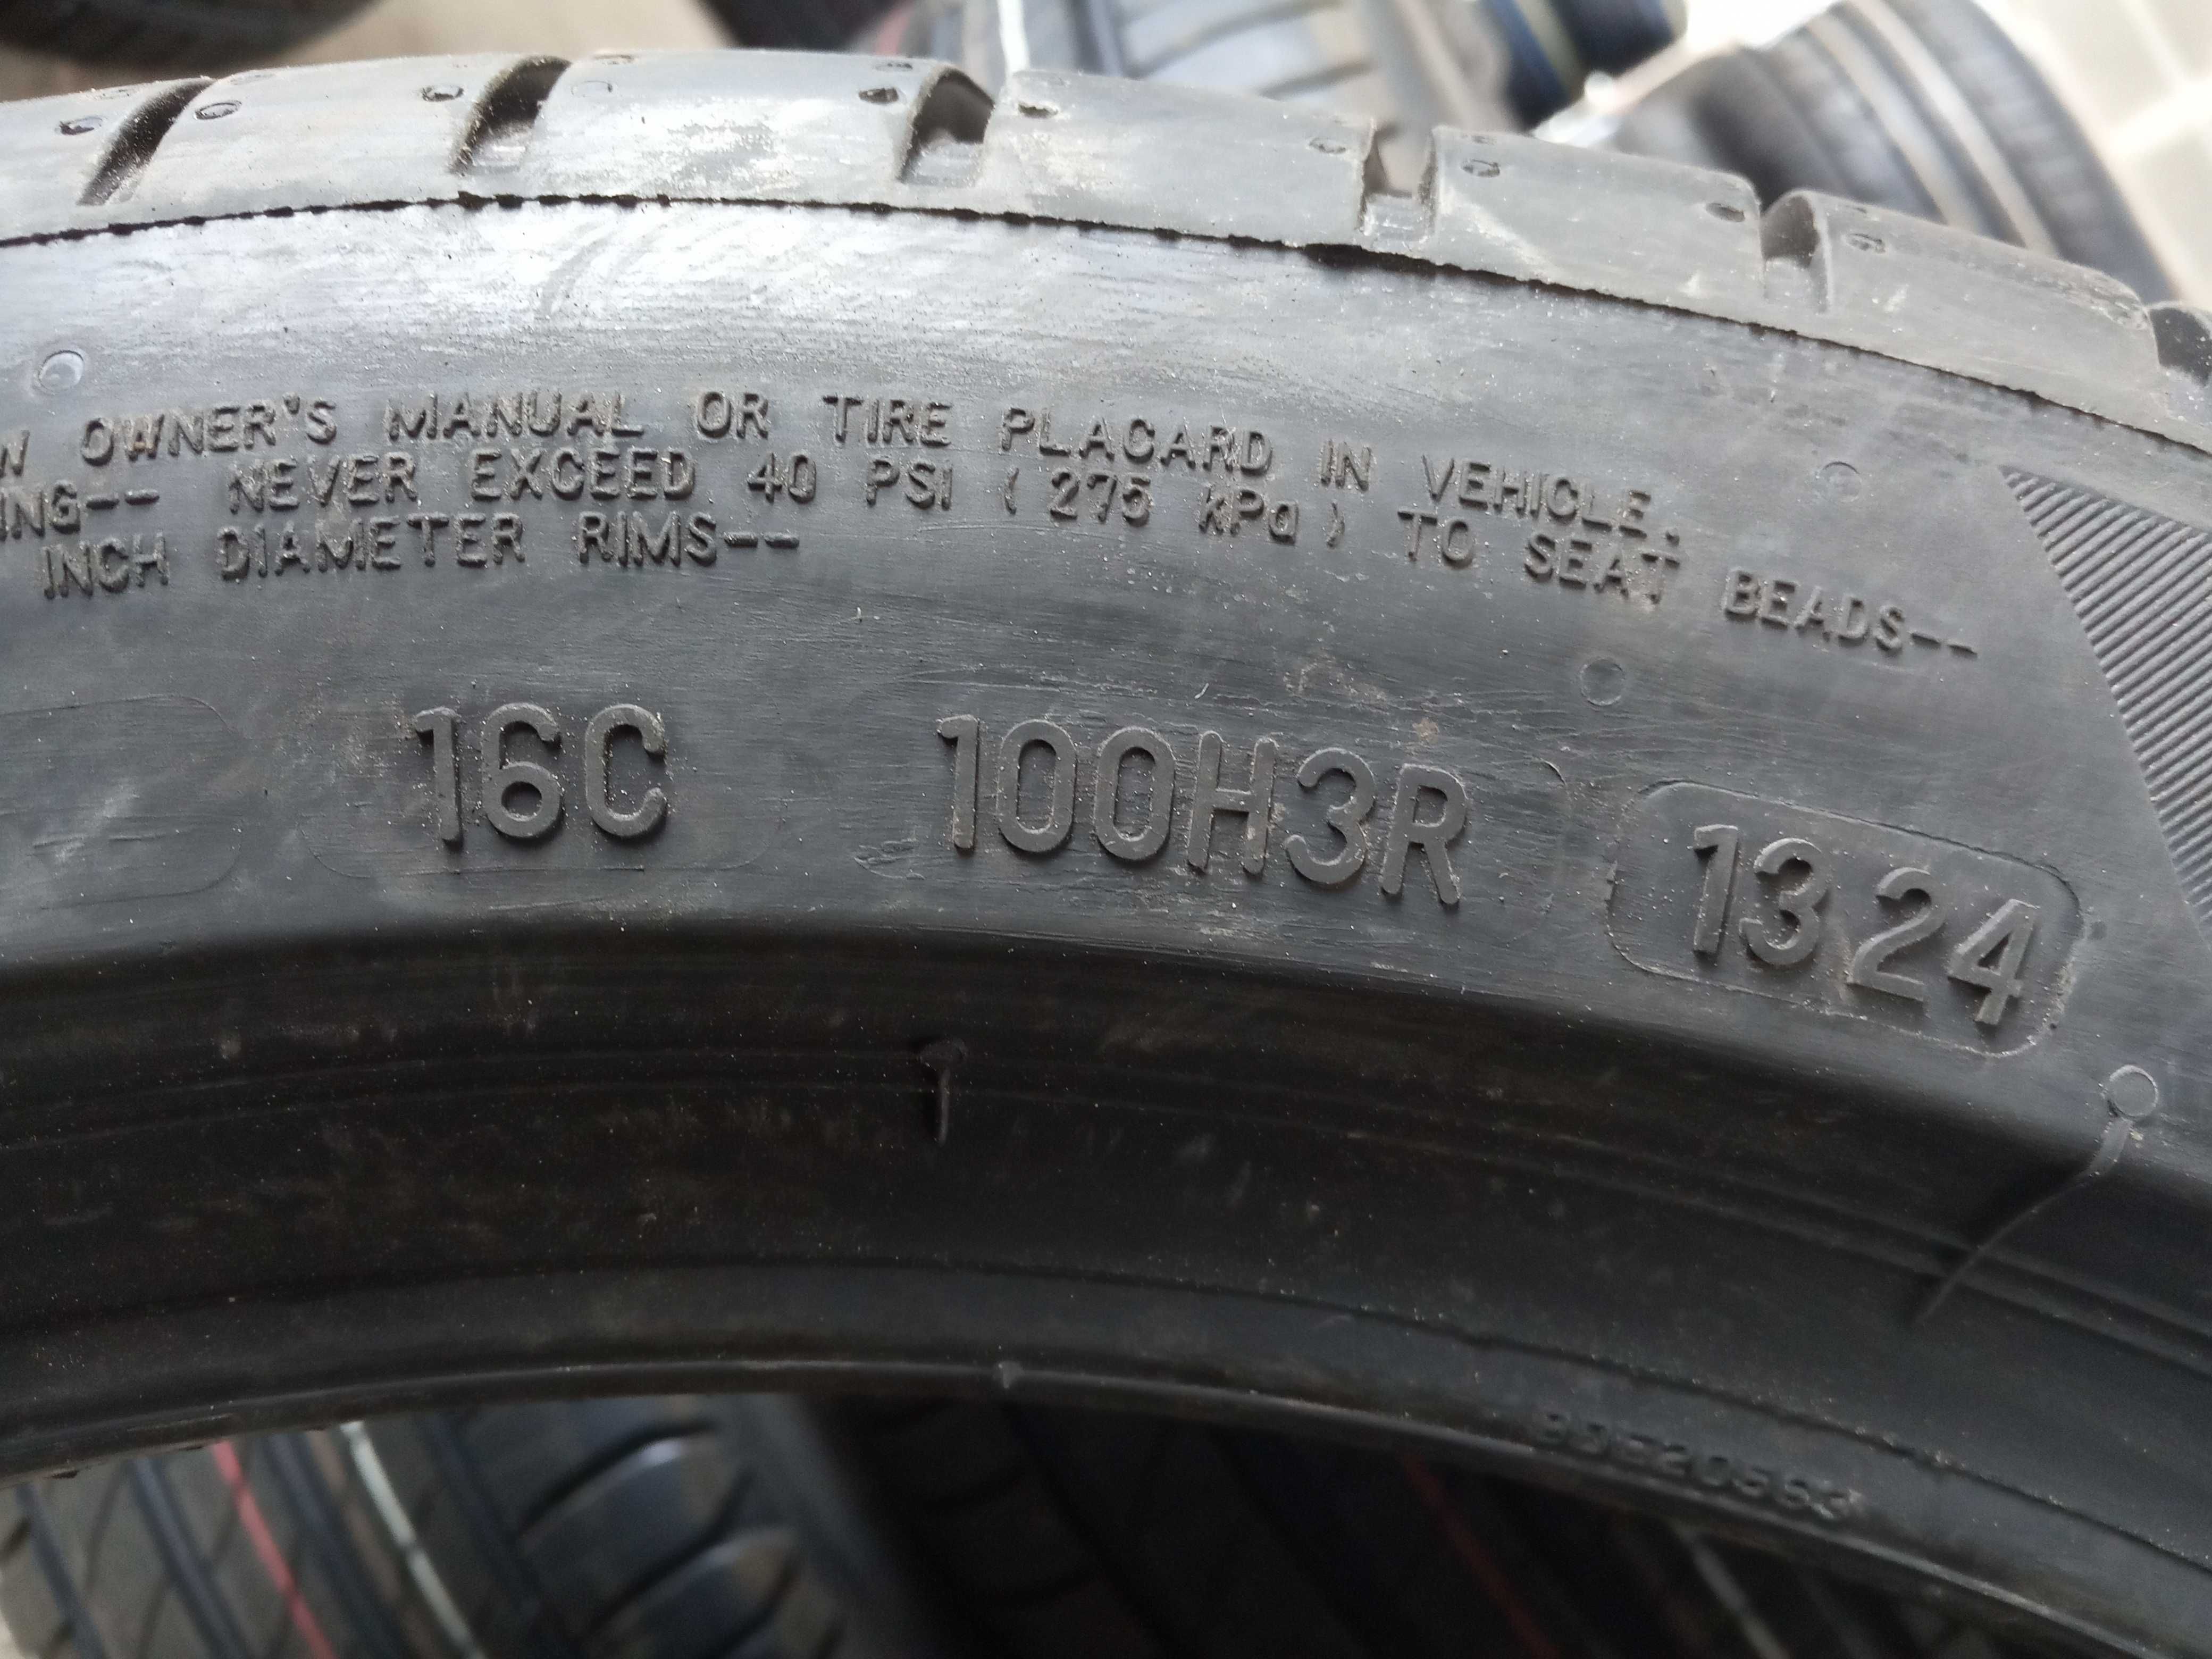 OWNER'S MANUAL OR TIRE PLACARD IN VEHICLE.
NEVER EXCEED 40 PSI (275 kPa) TO SEAT BEADS--
INCH DIAMETER RIMS--
16C 100H3R 1324